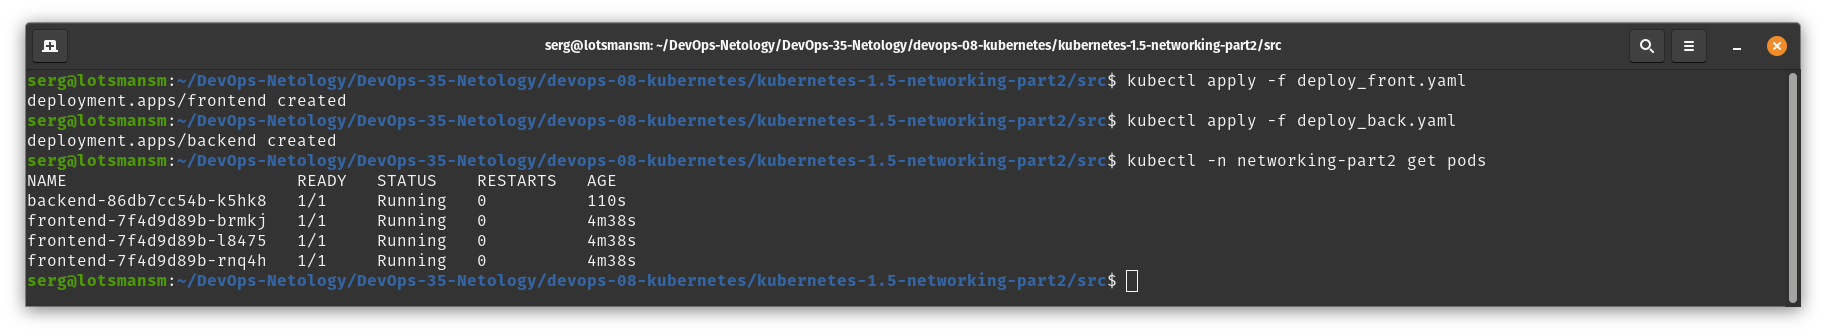 serg@lotsmansm: ~/DevOps-Netology/DevOps-35-Netology/devops-08-kubernetes/kubernetes-1.5-networking-part2/src
serg@lotsmansm:~/DevOps-Netology/DevOps-35-Netology/devops-08-kubernetes/kubernetes-1.5-networking-part2/src$ kubectl apply -f deploy_front.yaml
deployment.apps/frontend created
serg@lotsmansm:~/DevOps-Netology/DevOps-35-Netology/devops-08-kubernetes/kubernetes-1.5-networking-part2/src$ kubectl apply -f deploy_back.yaml
deployment.apps/backend created
serg@lotsmansm:~/DevOps-Netology/DevOps-35-Netology/devops-08-kubernetes/kubernetes-1.5-networking-part2/src$ kubectl -n networking-part2 get pods
NAME                       READY   STATUS    RESTARTS   AGE
backend-86db7cc54b-k5hk8   1/1     Running   0          110s
frontend-7f4d9d89b-brmkj   1/1     Running   0          4m38s
frontend-7f4d9d89b-l8475   1/1     Running   0          4m38s
frontend-7f4d9d89b-rnq4h   1/1     Running   0          4m38s
serg@lotsmansm:~/DevOps-Netology/DevOps-35-Netology/devops-08-kubernetes/kubernetes-1.5-networking-part2/src$